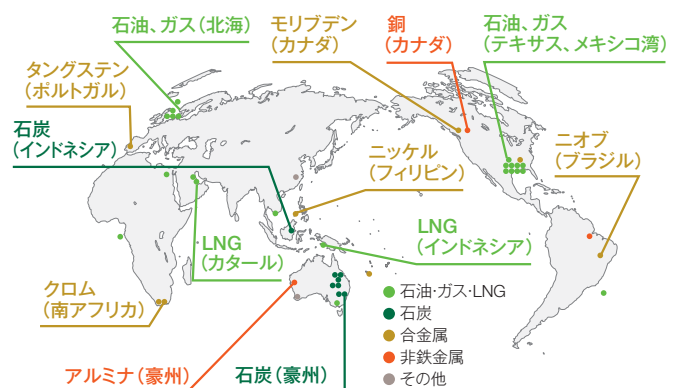 石油、ガス（北海）
モリブデン
（カナダ）
銅
（カナダ）
石油、ガス
（テキサス、メキシコ湾）
タングステン
（ポルトガル）
石炭
（インドネシア）
ニッケル
（フィリピン）
ニオブ
（ブラジル）
LNG
（カタール）
LNG
（インドネシア）
クロム
（南アフリカ）
アルミナ（豪州）
石炭（豪州）
石油・ガス・LNG
石炭
合金属
非鉄金属
その他